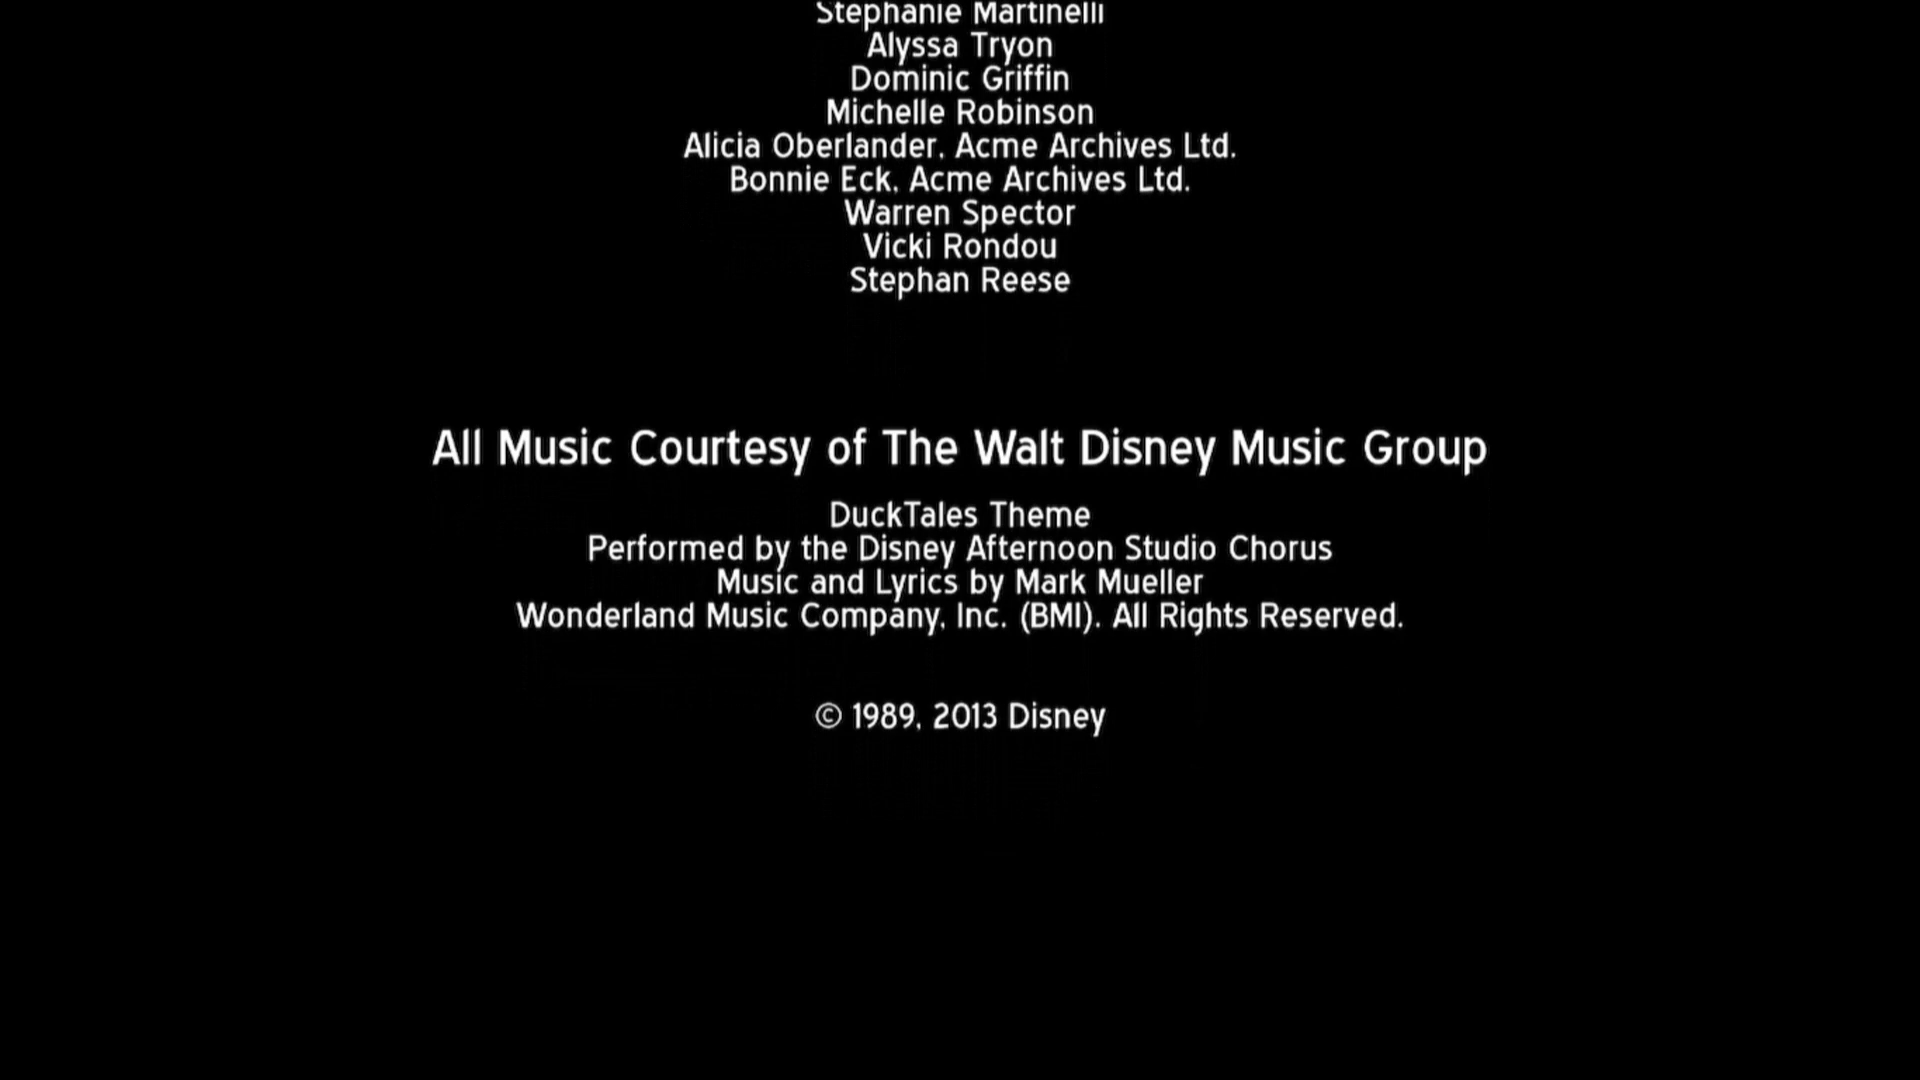 Stephanie Martinelli
Alyssa Tryon
Dominic Griffin
Michelle Robinson
Alicia Oberlander, Acme Archives Ltd.
Bonnie Eck, Acme Archives Ltd.
Warren Spector
Vicki Rondou
Stephan Reese
All Music Courtesy of The Walt Disney Music Group
DuckTales Theme
Performed by the Disney Afternoon Studio Chorus
Music and Lyrics by Mark Mueller
Wonderland Music Company, Inc. (BMI). All Rights Reserved.
© 1989, 2013 Disney